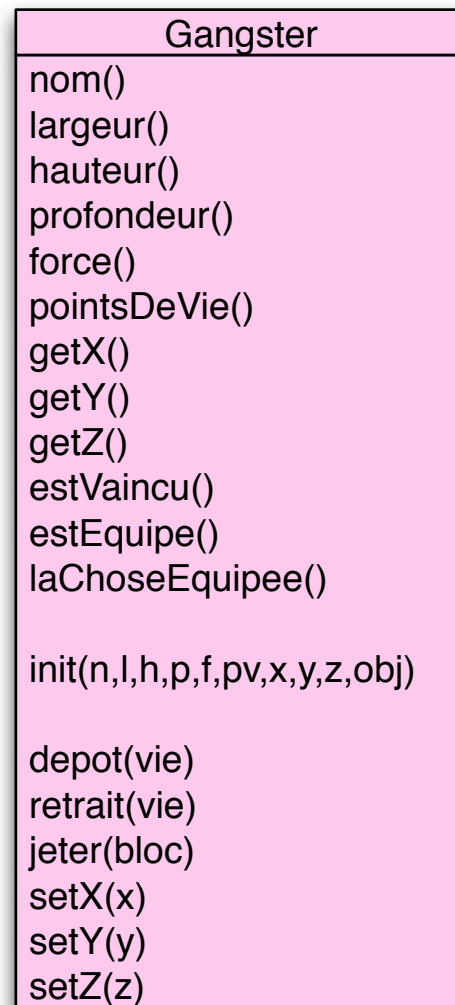 Gangster
nom()
largeur()
hauteur()
profondeur()
force()
pointsDeVie()
getX()
getY()
getZ()
estVaincu()
estEquipe()
laChoseEquipee()
init(n,l,h,p,f,pv,x,y,z,obj)
depot(vie)
retrait(vie)
jeter(bloc)
setX(x)
setY(y)
setZ(z)